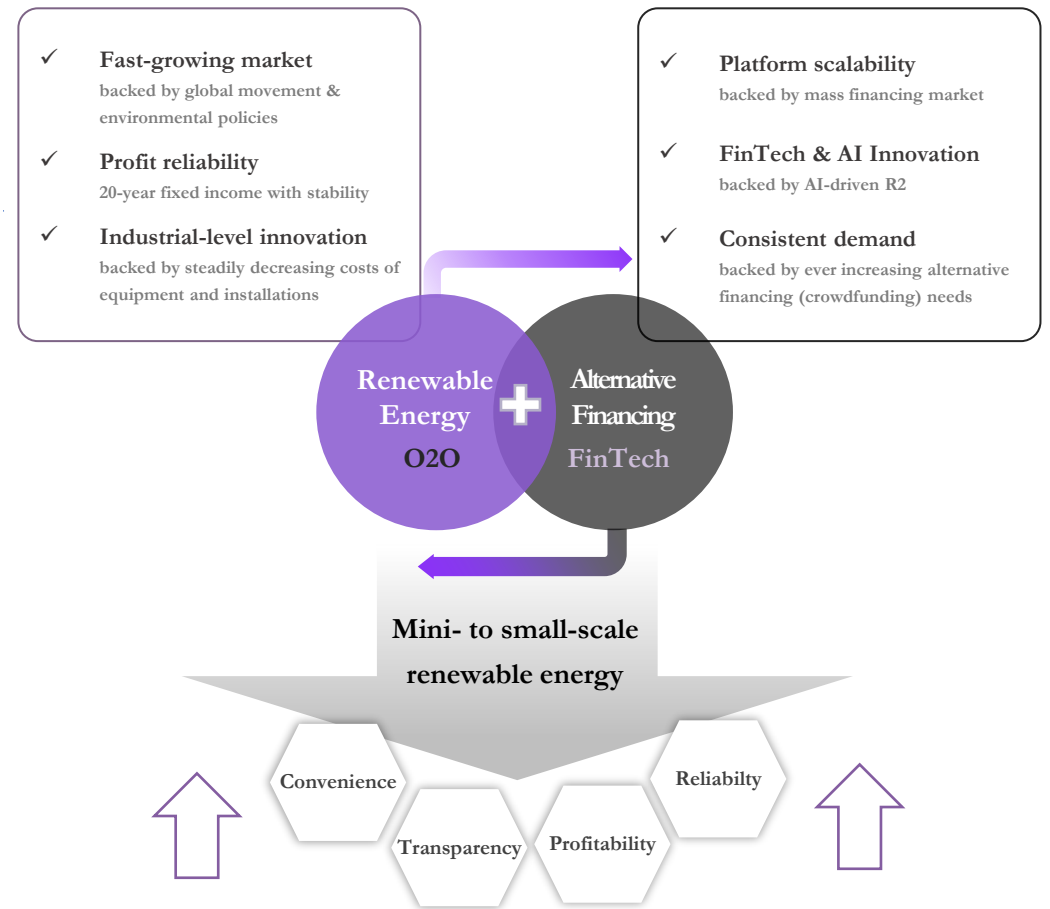 Fast-growing market
backed by global movement &
environmental policies
Profit reliability
20-year fixed income with stability
Industrial-level innovation
backed by steadily decreasing costs of
equipment and installations
Platform scalability
backed by mass financing market
FinTech & AI Innovation
backed by AI-driven R2
Consistent demand
backed by ever increasing alternative
financing (crowdfunding) needs
Renewable
Energy
O2O
Alternative
Financing
FinTech
Mini- to small-scale
renewable energy
Convenience
Transparency
Profitability
Reliabilty